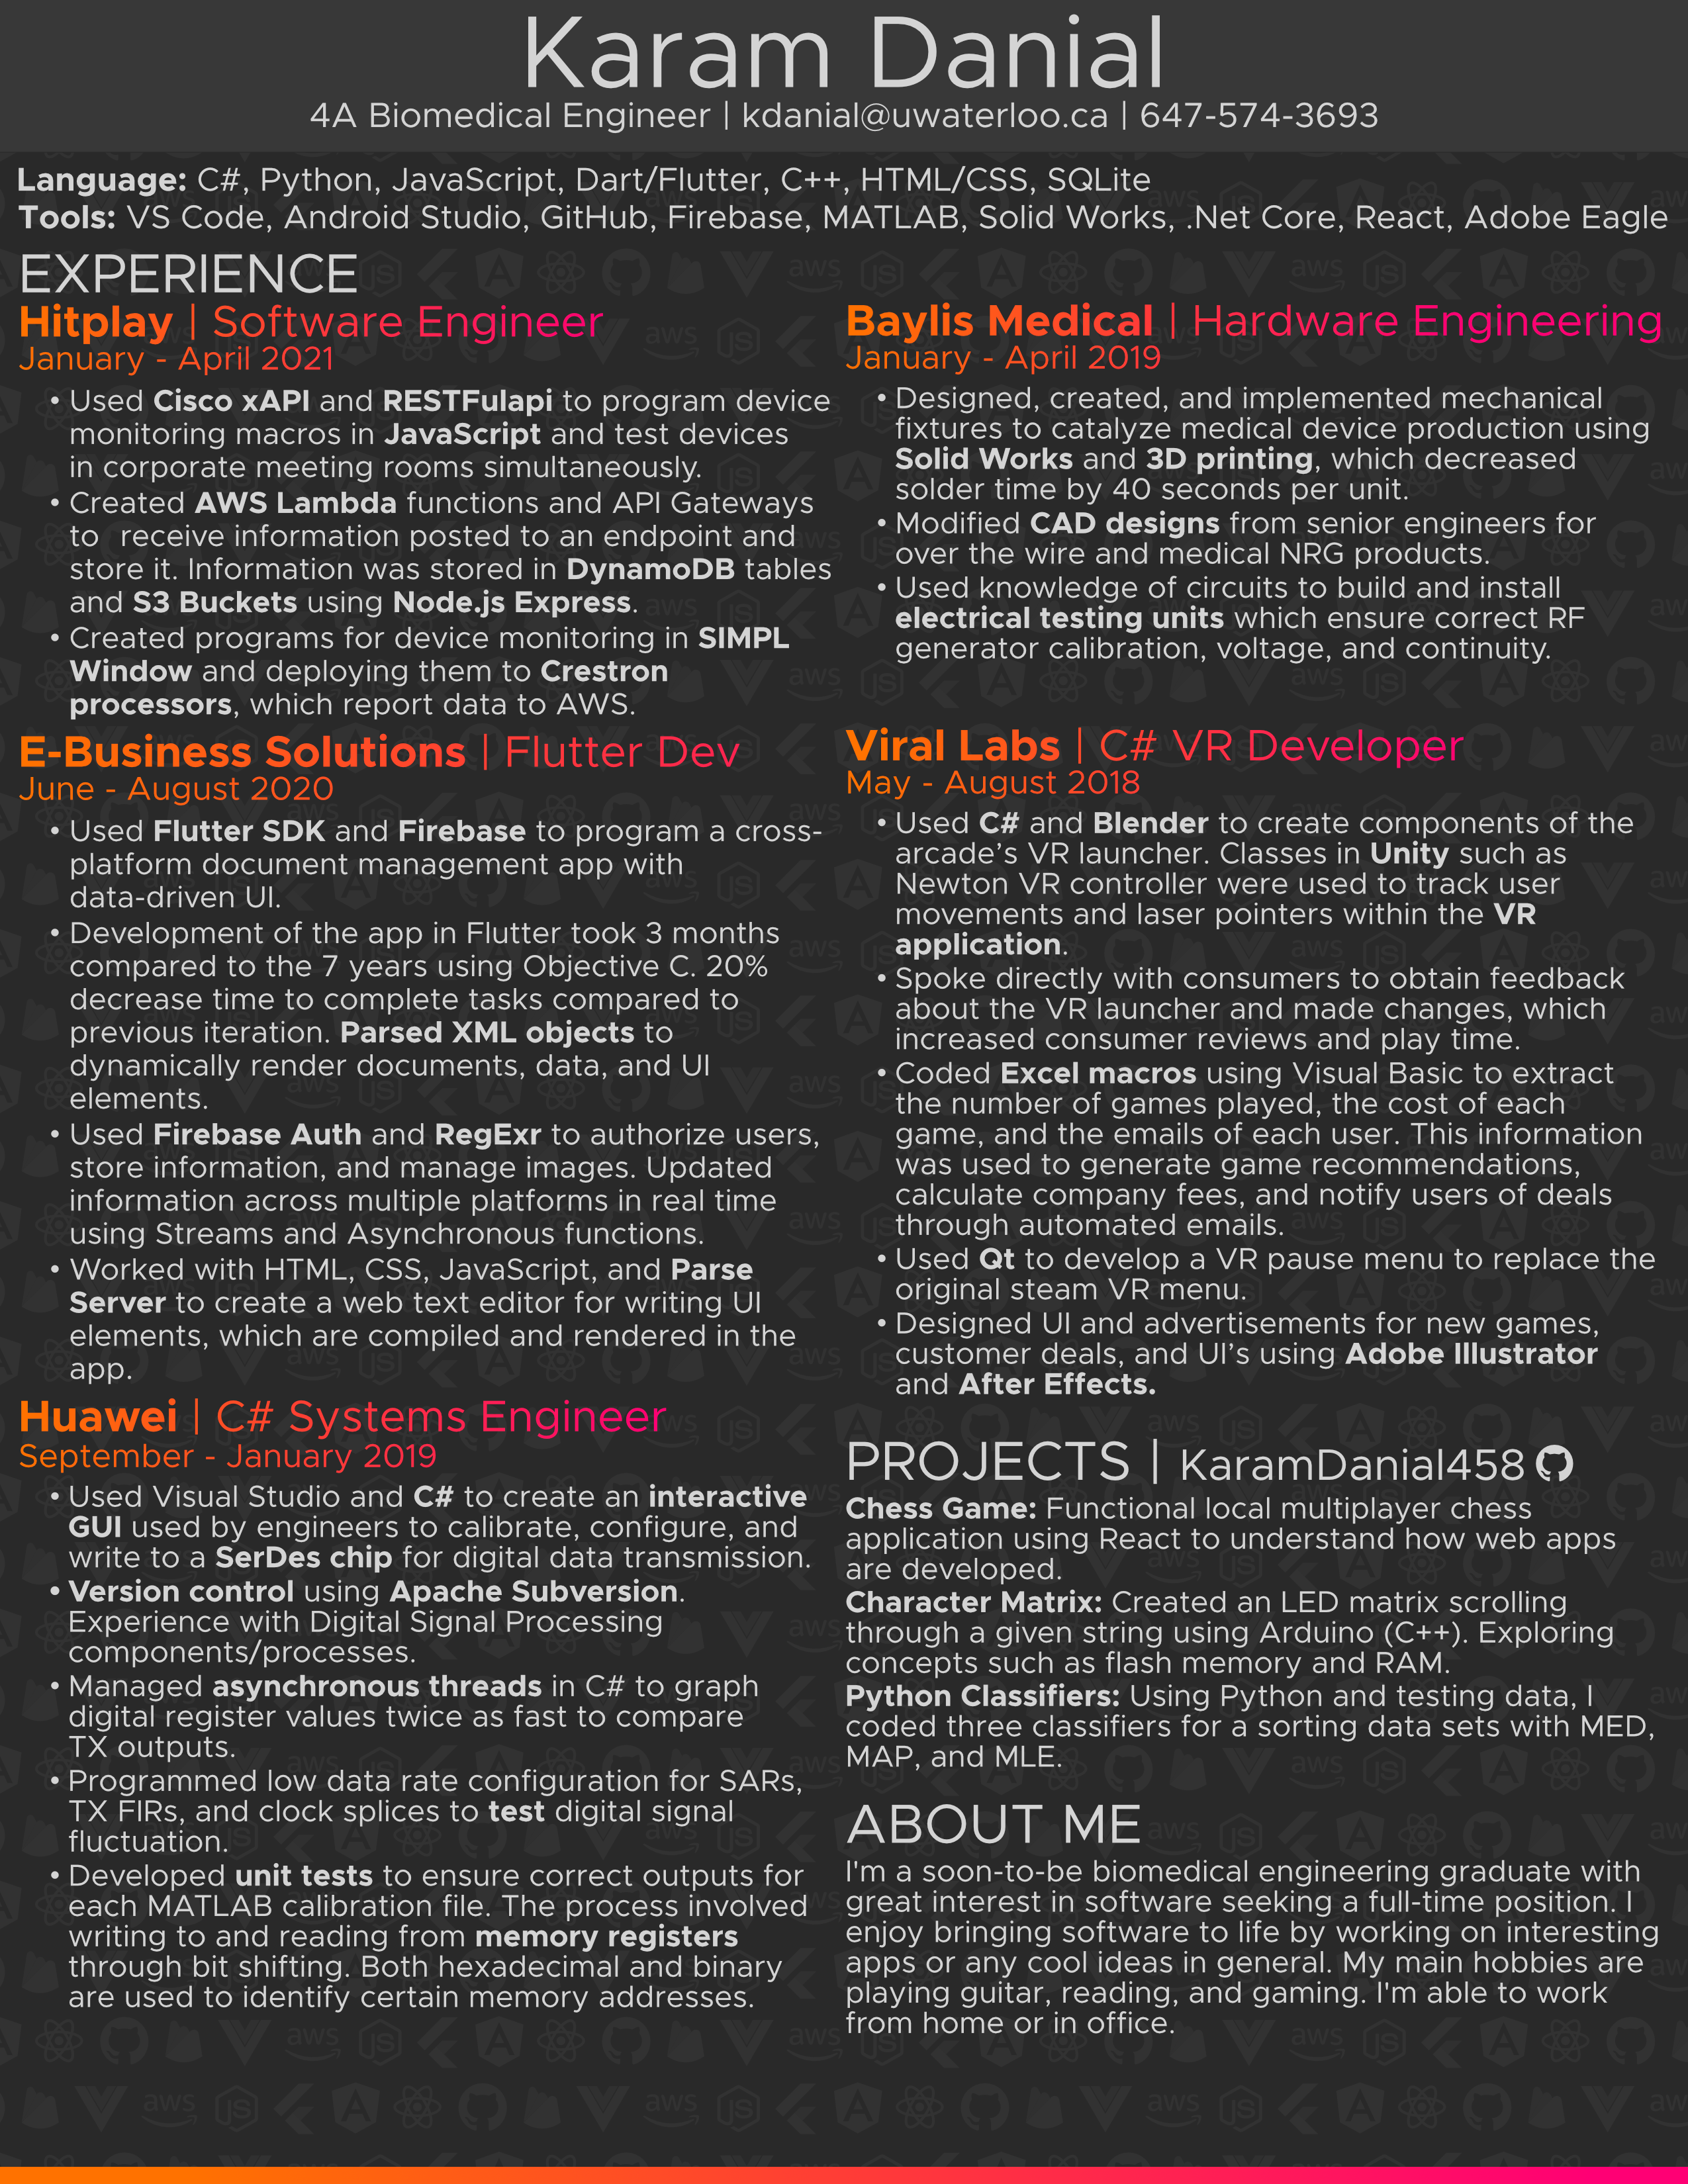 Karam Danial
4A Biomedical Engineer | kdanial@uwaterloo.ca | 647-574-3693
Language: C#, Python, JavaScript, Dart/Flutter, C++, HTML/CSS, SQLite
Tools: VS Code, Android Studio, GitHub, Firebase, MATLAB, Solid Works, .Net Core, React, Adobe Eagle
EXPERIENCE
Hitplay | Software Engineer
January - April 2021
• Used Cisco xAPI and RESTFulapi to program device
monitoring macros in JavaScript and test devices
in corporate meeting rooms simultaneously.
• Created AWS Lambda functions and API Gateways
to receive information posted to an endpoint and
store it. Information was stored in DynamoDB tables
and S3 Buckets using Node.js Express.
• Created programs for device monitoring in SIMPL
Window and deploying them to Crestron
processors, which report data to AWS.
E-Business Solutions | Flutter Dev
June - August 2020
• Used Flutter SDK and Firebase to program a cross-
platform document management app with
data-driven UI.
• Development of the app in Flutter took 3 months
compared to the 7 years using Objective C. 20%
decrease time to complete tasks compared to
previous iteration. Parsed XML objects to
dynamically render documents, data, and UI
elements.
• Used Firebase Auth and RegExr to authorize users,
store information, and manage images. Updated
information across multiple platforms in real time
using Streams and Asynchronous functions.
• Worked with HTML, CSS, JavaScript, and Parse
Server to create a web text editor for writing UI
elements, which are compiled and rendered in the
app.
Huawei | C# Systems Engineer
September - January 2019
• Used Visual Studio and C# to create an interactive
GUI used by engineers to calibrate, configure, and
write to a SerDes chip for digital data transmission.
• Version control using Apache Subversion.
Experience with Digital Signal Processing
components/processes.
• Managed asynchronous threads in C# to graph
digital register values twice as fast to compare
TX outputs.
• Programmed low data rate configuration for SARs,
TX FIRs, and clock splices to test digital signal
fluctuation.
• Developed unit tests to ensure correct outputs for
each MATLAB calibration file. The process involved
writing to and reading from memory registers
through bit shifting. Both hexadecimal and binary
are used to identify certain memory addresses.
Baylis Medical | Hardware Engineering
January - April 2019
• Designed, created, and implemented mechanical
fixtures to catalyze medical device production using
Solid Works and 3D printing, which decreased
solder time by 40 seconds per unit.
• Modified CAD designs from senior engineers for
over the wire and medical NRG products.
• Used knowledge of circuits to build and install
electrical testing units which ensure correct RF
generator calibration, voltage, and continuity.
Viral Labs | C# VR Developer
May - August 2018
• Used C# and Blender to create components of the
arcade's VR launcher. Classes in Unity such as
Newton VR controller were used to track user
movements and laser pointers within the VR
application.
• Spoke directly with consumers to obtain feedback
about the VR launcher and made changes, which
increased consumer reviews and play time.
• Coded Excel macros using Visual Basic to extract
the number of games played, the cost of each
game, and the emails of each user. This information
was used to generate game recommendations,
calculate company fees, and notify users of deals
through automated emails.
• Used Qt to develop a VR pause menu to replace the
original steam VR menu.
• Designed UI and advertisements for new games,
customer deals, and UI's using Adobe Illustrator
and After Effects.
PROJECTS | KaramDanial458
Chess Game: Functional local multiplayer chess
application using React to understand how web apps
are developed.
Character Matrix: Created an LED matrix scrolling
through a given string using Arduino (C++). Exploring
concepts such as flash memory and RAM.
Python Classifiers: Using Python and testing data, I
coded three classifiers for a sorting data sets with MED,
MAP, and MLE.
ABOUT ME
I'm a soon-to-be biomedical engineering graduate with
great interest in software seeking a full-time position. I
enjoy bringing software to life by working on interesting
apps or any cool ideas in general. My main hobbies are
playing guitar, reading, and gaming. I'm able to work
from home or in office.